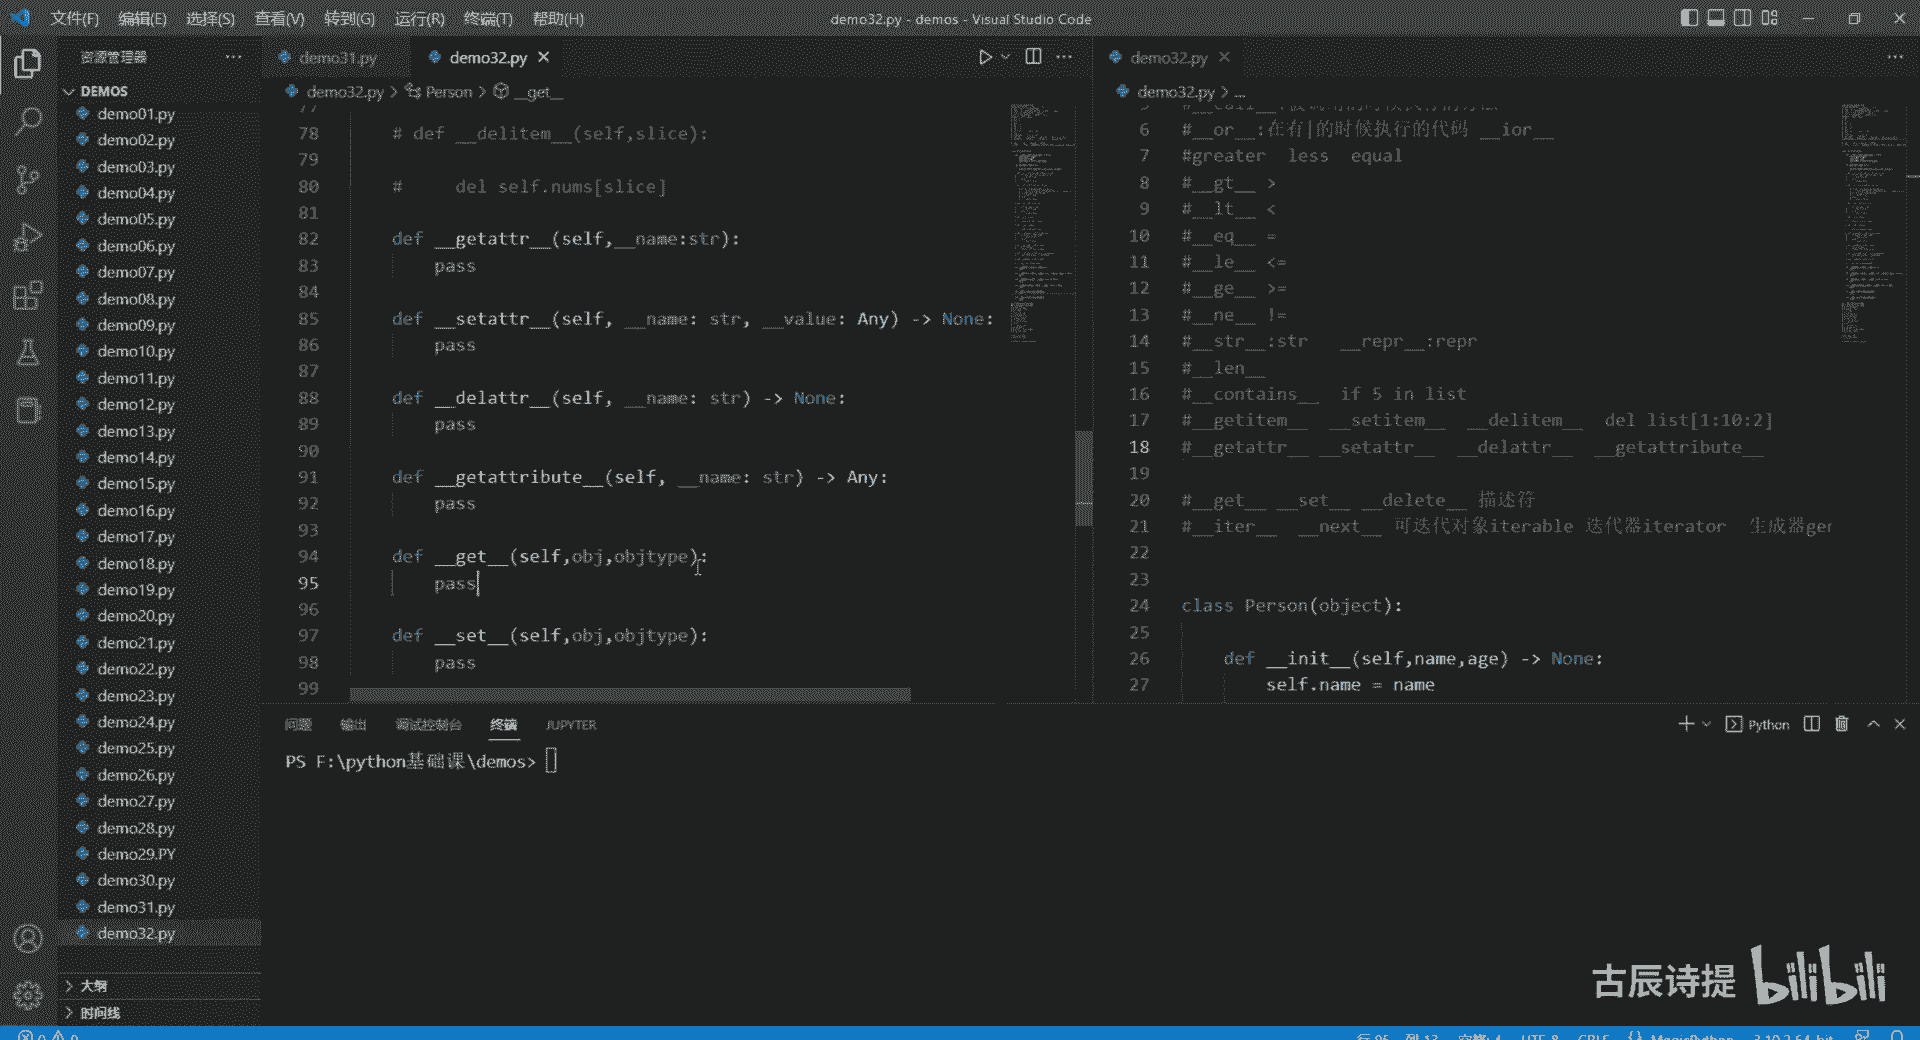 文件(F) 编辑(E) 选择(S) 查看(V) 转到(G) 运行(R) 终端(T) 帮助(H)
demo32.py - demos - Visual Studio Code
资源管理器
DEMOS
demo01.py
demo02.py
demo03.py
demo04.py
demo05.py
demo06.py
demo07.py
demo08.py
demo09.py
demo10.py
demo11.py
demo12.py
demo13.py
demo14.py
demo15.py
demo16.py
demo17.py
demo18.py
demo19.py
demo20.py
demo21.py
demo22.py
demo23.py
demo24.py
demo25.py
demo26.py
demo27.py
demo28.py
demo29.PY
demo30.py
demo31.py
demo32.py
大纲
时间线
demo31.py demo32.py
demo32.py > Person > __get__
77
78 # def __delitem__(self,slice):
79
80 # del self.nums[slice]
81
82 def __getattr__(self,__name:str):
83 pass
84
85 def __setattr__(self, __name: str, __value: Any) -> None:
86 pass
87
88 def __delattr__(self, __name: str) -> None:
89 pass
90
91 def __getattribute__(self, __name: str) -> Any:
92 pass
93
94 def __get__(self,obj,objtype):
95 pass
96
97 def __set__(self,obj,objtype):
98 pass
99
demo32.py
demo32.py > ...
6 #__or__:在有|的时候执行的代码 __ior__
7 #greater less equal
8 #__gt__ >
9 #__lt__ <
10 #__eq__ =
11 #__le__ <=
12 #__ge__ >=
13 #__ne__ !=
14 #__str__:str __repr__:repr
15 #__len__
16 #__contains__ if 5 in list
17 #__getitem__ __setitem__ __delitem__ del list[1:10:2]
18 #__getattr__ __setattr__ __delattr__ __getattribute__
19
20 #__get__ __set__ __delete__ 描述符
21 #__iter__ __next__ 可迭代对象iterable 迭代器iterator 生成器ger
22
23
24 class Person(object):
25
26 def __init__(self,name,age) -> None:
27 self.name = name
问题 输出 调试控制台 终端 JUPYTER
Python
PS F:\python基础课\demos>
古辰诗提 bilibili